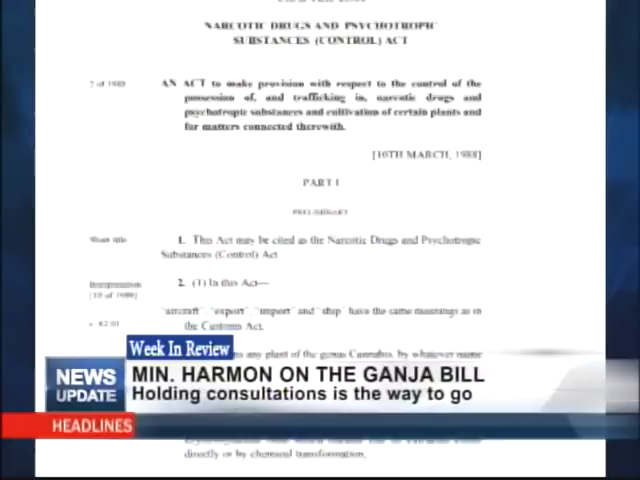 NARCOTIC DRUGS AND PSYCHOTROPIC
SUBSTANCES (CONTROL) ACT
7 of 1988
AN ACT to make provision with respect to the control of the
possession of, and trafficking in, narcotic drugs and
psychotropic substances and cultivation of certain plants and
for matters connected therewith.
[10TH MARCH, 1988]
PART I
PRELIMINARY
Short title
1. This Act may be cited as the Narcotic Drugs and Psychotropic
Substances (Control) Act
Interpretation
2. (1) In this Act—
"aircraft", "export", "import" and "ship" have the same meanings as in
c. 82:01
the Customs Act,
any plant of the genus Cannabis, by whatever name
Week In Review
NEWS
UPDATE
MIN. HARMON ON THE GANJA BILL
Holding consultations is the way to go
HEADLINES
directly or by chemical transformation,